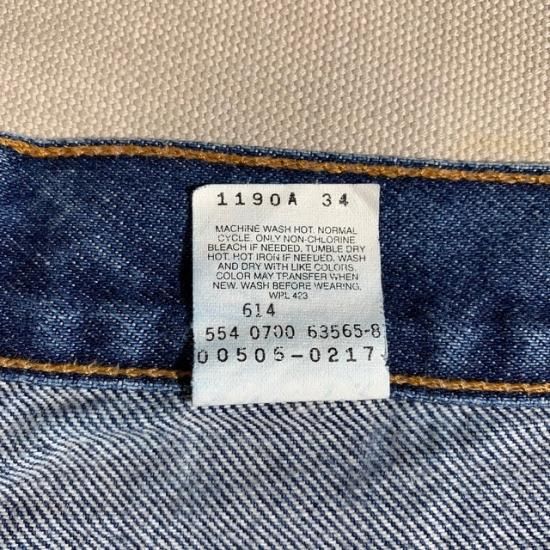 1190A 34
MACHINE WASH HOT. NORMAL
CYCLE. ONLY NON-CHLORINE
BLEACH IF NEEDED. TUMBLE DRY
HOT. HOT IRON IF NEEDED. WASH
AND DRY WITH LIKE COLORS.
COLOR MAY TRANSFER WHEN
NEW. WASH BEFORE WEARING.
WPL 423
614
554 0700 63565-8
00505-0217